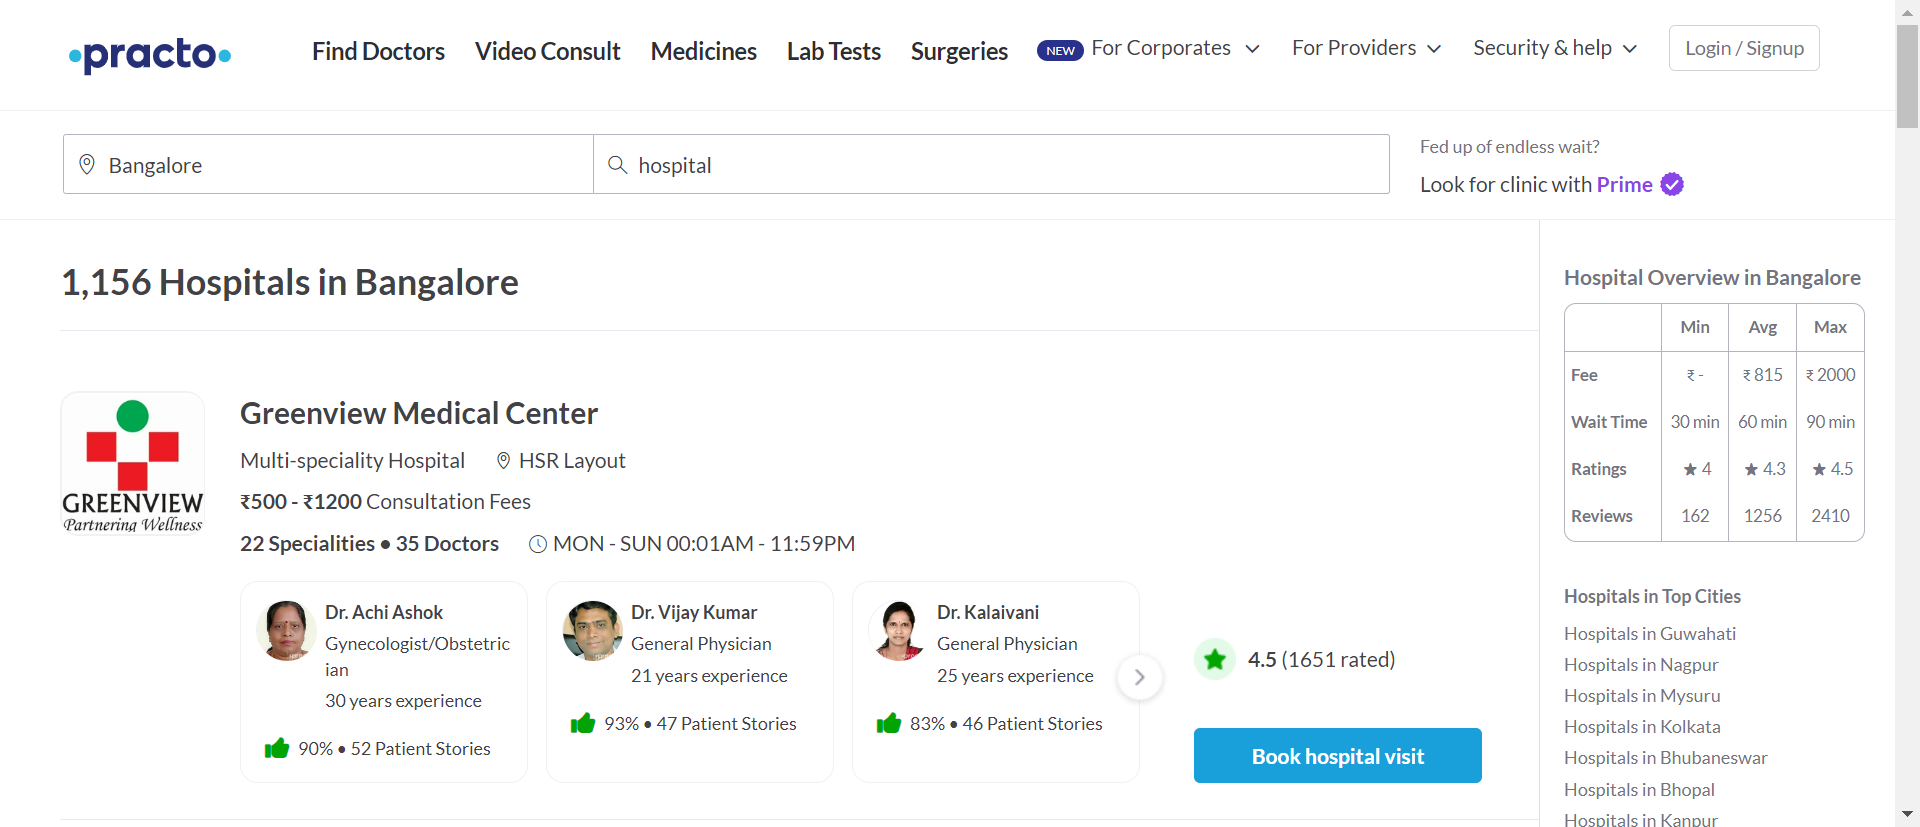 practo
Find Doctors
Video Consult
Medicines
Lab Tests
Surgeries
NEW For Corporates
For Providers
Security & help
Login / Signup
Bangalore
hospital
Fed up of endless wait?
Look for clinic with Prime
1,156 Hospitals in Bangalore
GREENVIEW
Partnering Wellness
Greenview Medical Center
Multi-speciality Hospital HSR Layout
₹500 - ₹1200 Consultation Fees
22 Specialities • 35 Doctors MON - SUN 00:01AM - 11:59PM
Dr. Achi Ashok
Gynecologist/Obstetric
ian
30 years experience
90% • 52 Patient Stories
Dr. Vijay Kumar
General Physician
21 years experience
93% • 47 Patient Stories
Dr. Kalaivani
General Physician
25 years experience
83% • 46 Patient Stories
4.5 (1651 rated)
Book hospital visit
Hospital Overview in Bangalore
Min Avg Max
Fee ₹ - ₹ 815 ₹ 2000
Wait Time 30 min 60 min 90 min
Ratings ★ 4 ★ 4.3 ★ 4.5
Reviews 162 1256 2410
Hospitals in Top Cities
Hospitals in Guwahati
Hospitals in Nagpur
Hospitals in Mysuru
Hospitals in Kolkata
Hospitals in Bhubaneswar
Hospitals in Bhopal
Hospitals in Kanpur